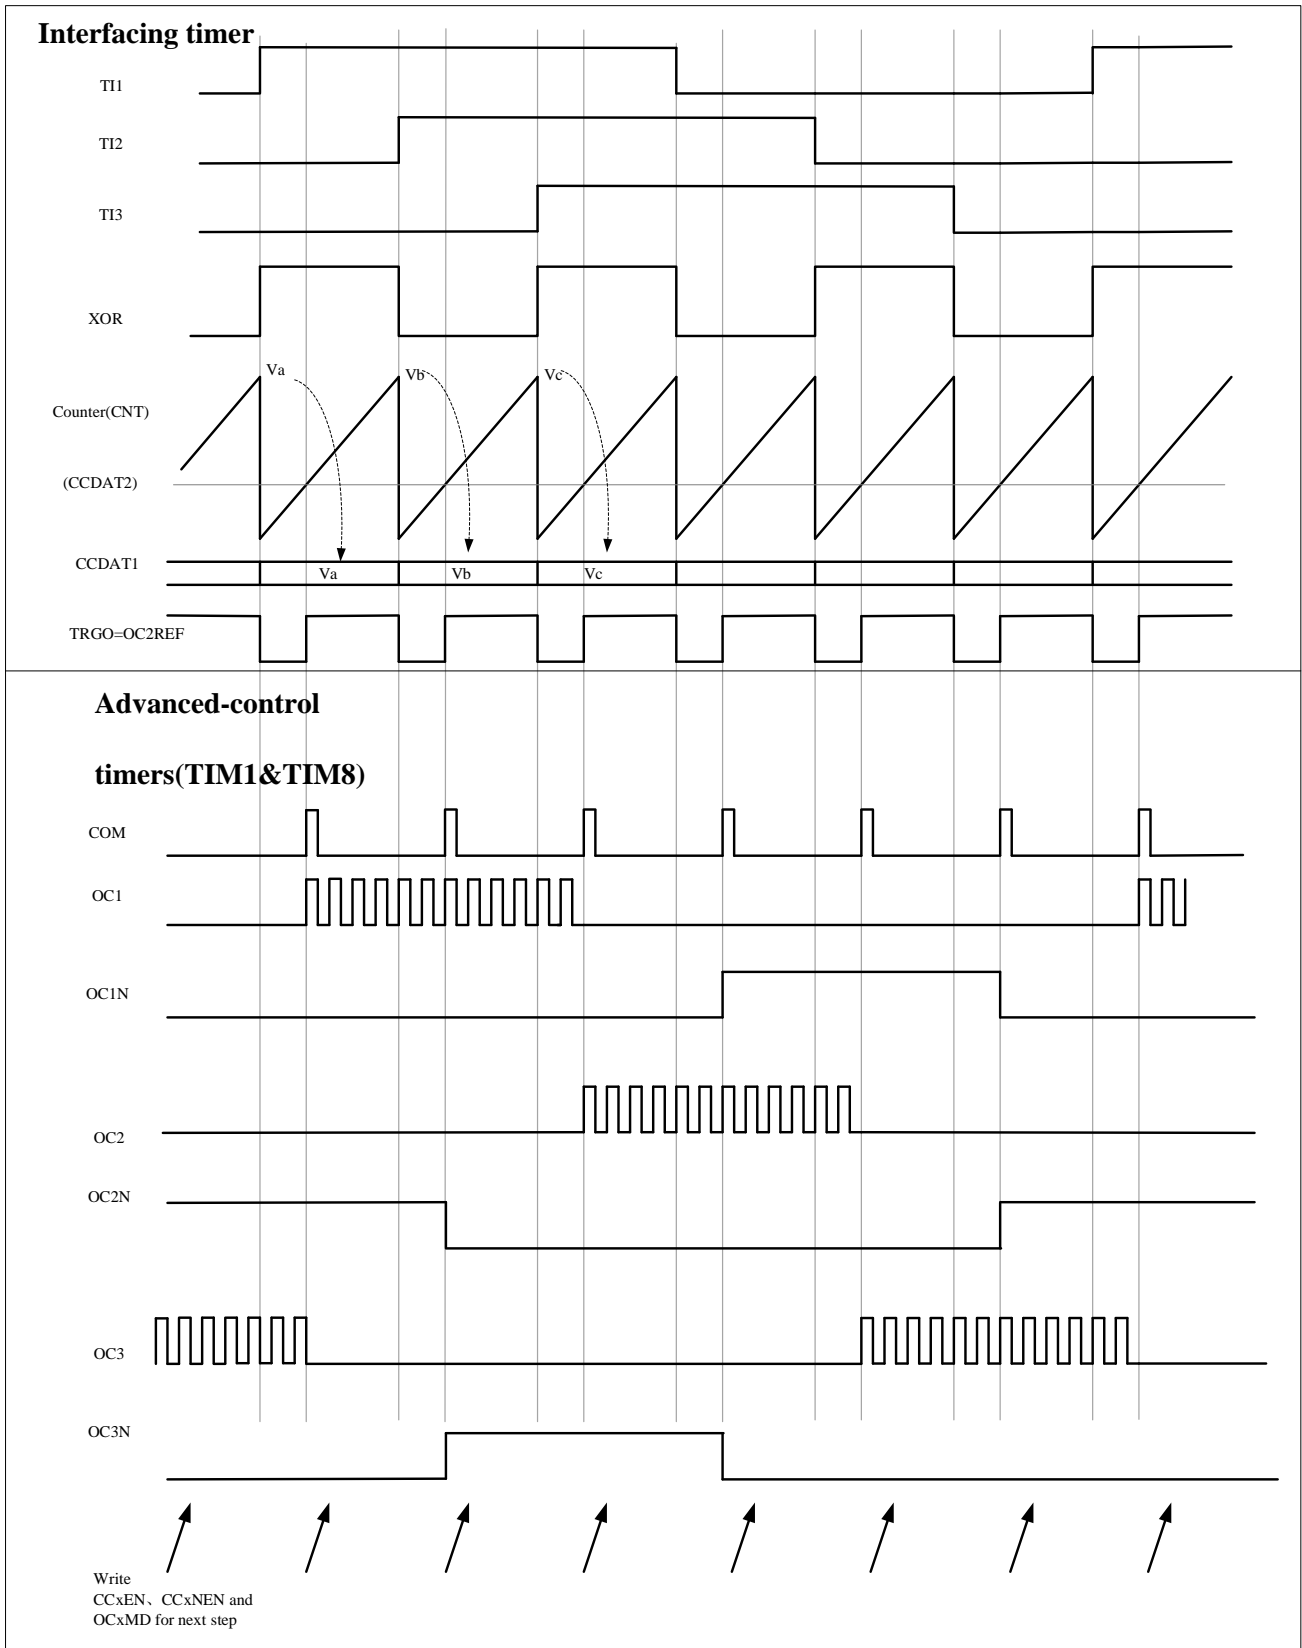 Interfacing timer
TI1
TI2
TI3
XOR
Va
Vb
Vc
Counter(CNT)
(CCDAT2)
CCDAT1
Va
Vb
Vc
TRGO=OC2REF
Advanced-control
timers(TIM1&TIM8)
COM
OC1
OC1N
OC2
OC2N
OC3
OC3N
Write
CCxEN、CCxNEN and
OCxMD for next step